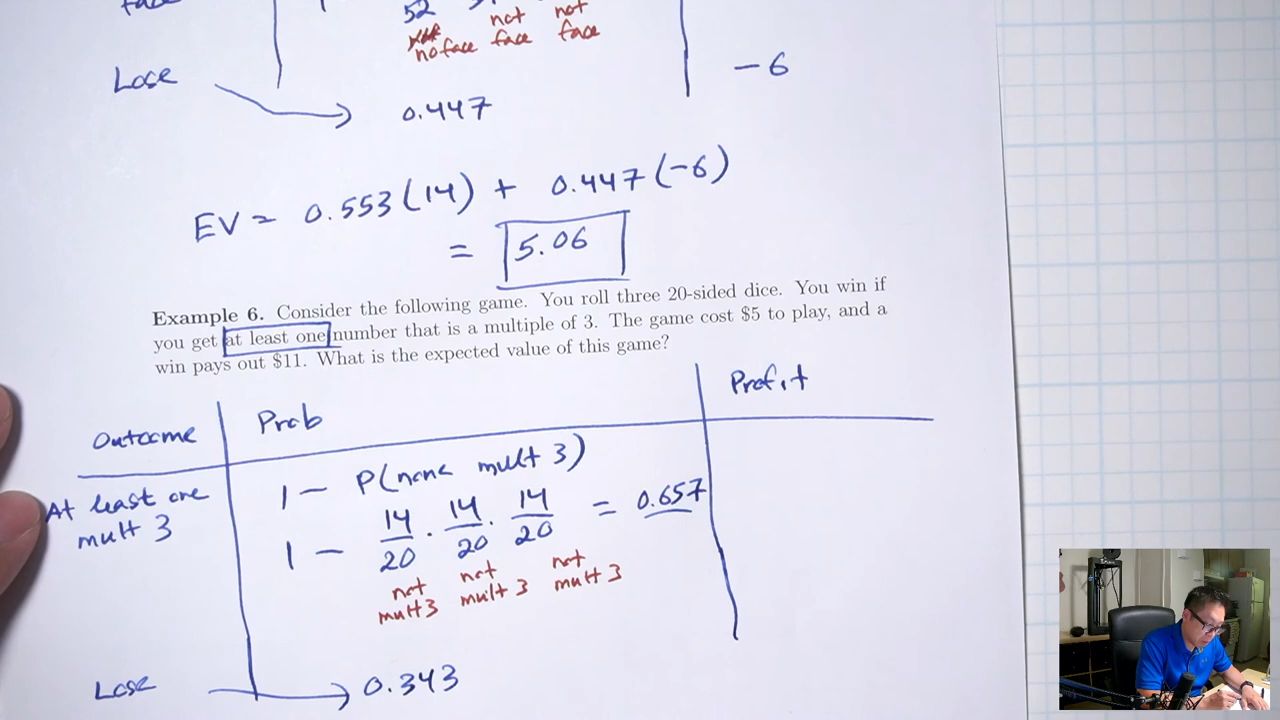 52 not not
no face face face
Lose → 0.447 -6
EV = 0.553(14) + 0.447(-6)
= 5.06
Example 6. Consider the following game. You roll three 20-sided dice. You win if
you get at least one number that is a multiple of 3. The game cost $5 to play, and a
win pays out $11. What is the expected value of this game?
Outcome Prob Profit
At least one 1 - P(none mult 3)
mult 3 1 - 14/20 · 14/20 · 14/20 = 0.657
not not not
mult 3 mult 3 mult 3
Lose → 0.343